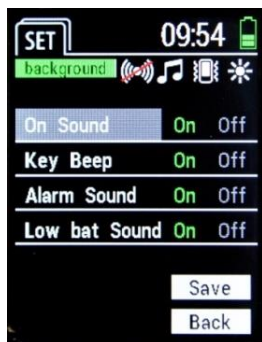 SET 09:54
background
On Sound On Off
Key Beep On Off
Alarm Sound On Off
Low bat Sound On Off
Save
Back